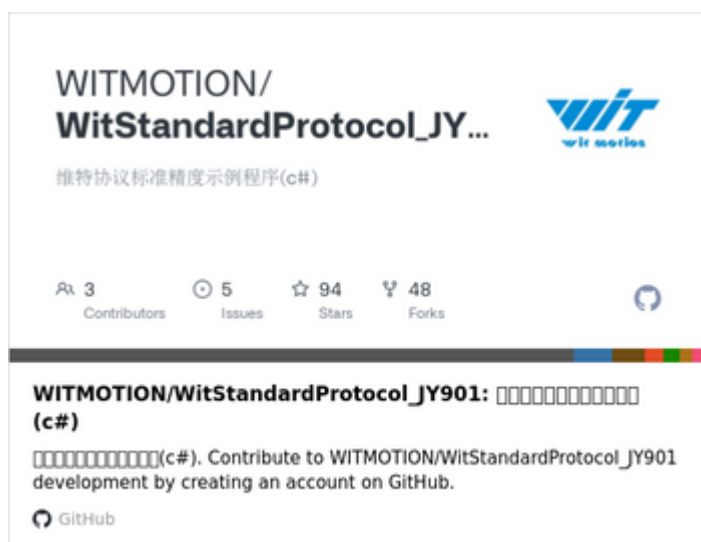 WITMOTION/
WitStandardProtocol_JY...
WiT
wit motion
维特协议标准精度示例程序(c#)
3
Contributors
5
Issues
94
Stars
48
Forks
WITMOTION/WitStandardProtocol_JY901: □□□□□□□□□□□□
(c#)
□□□□□□□□□□□□(c#). Contribute to WITMOTION/WitStandardProtocol_JY901
development by creating an account on GitHub.
GitHub